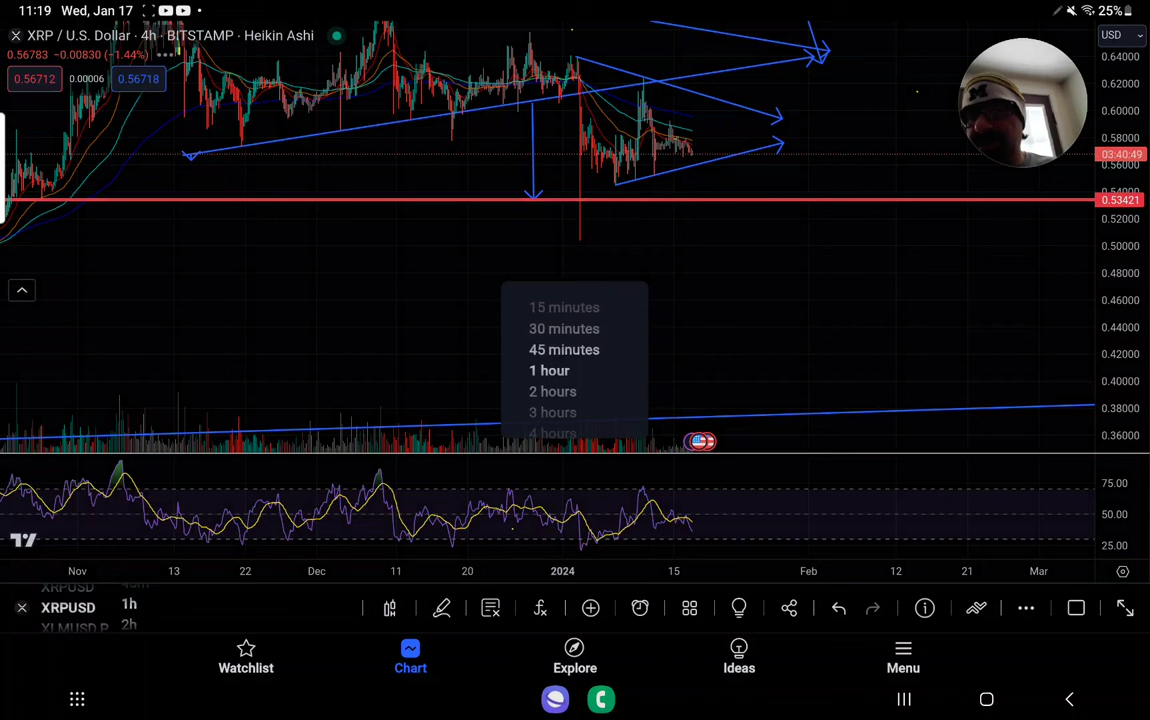 11:19 Wed, Jan 17
25%
XRP / U.S. Dollar · 4h · BITSTAMP · Heikin Ashi
USD
0.56783 −0.00830 (−1.44%)
0.56712 0.00006 0.56718
0.64000
0.62000
0.60000
0.58000
03:40:49
0.56000
0.54000
0.53421
0.52000
0.50000
0.48000
0.46000
0.44000
0.42000
0.40000
0.38000
0.36000
15 minutes
30 minutes
45 minutes
1 hour
2 hours
3 hours
4 hours
75.00
50.00
25.00
Nov 13 22 Dec 11 20 2024 15 Feb 12 21 Mar
XRPUSD 45m
XRPUSD 1h
XLMUSD.P 2h
Watchlist Chart Explore Ideas Menu